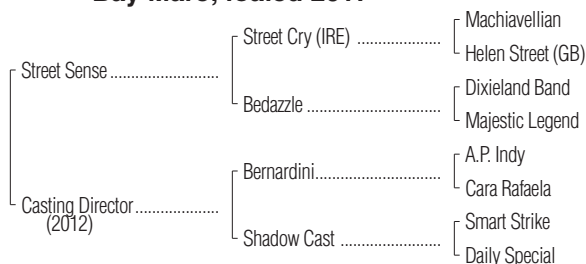 Bay Mare; foaled 2017
Machiavellian
Street Cry (IRE) ......................
Helen Street (GB)
Street Sense ............................
Dixieland Band
Bedazzle ...................................
Majestic Legend
A.P. Indy
Bernardini.................................
Cara Rafaela
Casting Director......................
(2012)
Smart Strike
Shadow Cast ..........................
Daily Special